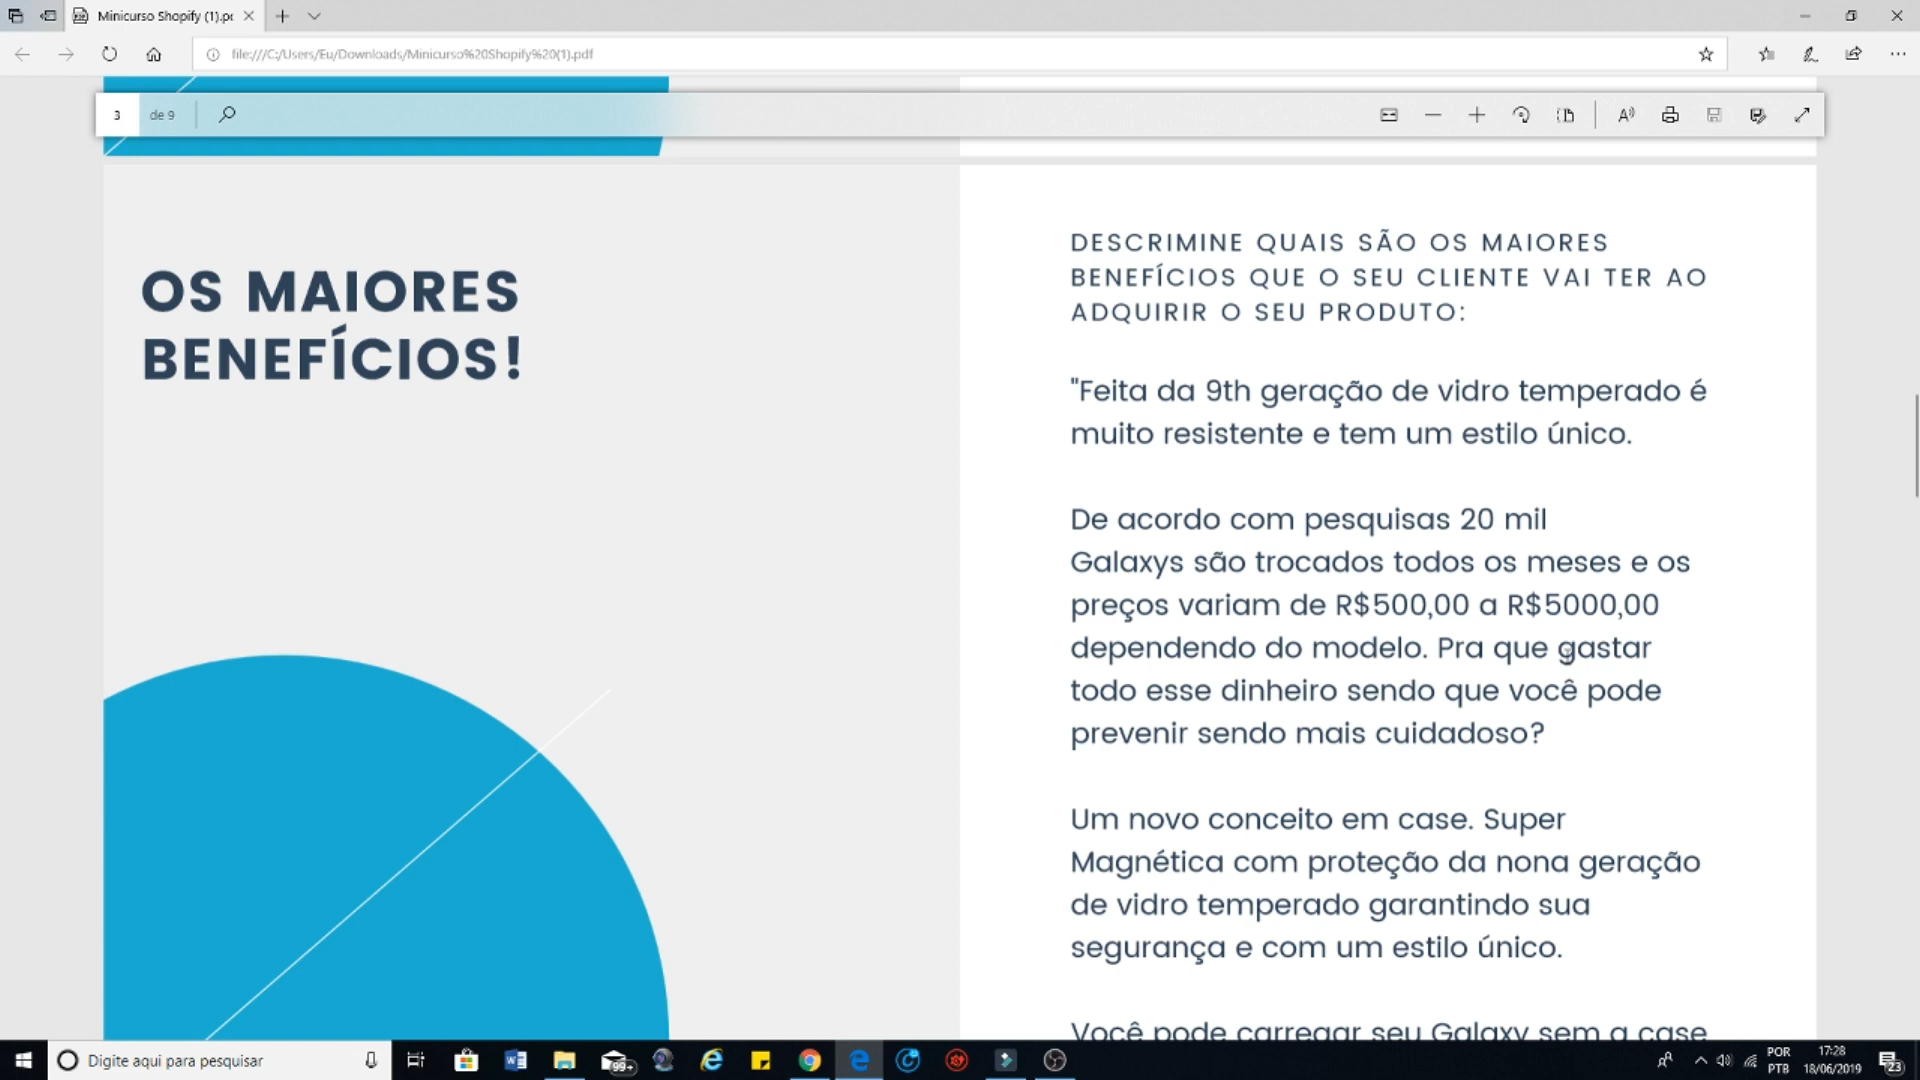 Minicurso Shopify (1).pc
file:///C:/Users/Eu/Downloads/Minicurso%20Shopify%20(1).pdf
3 de 9
OS MAIORES
BENEFÍCIOS!
DESCRIMINE QUAIS SÃO OS MAIORES
BENEFÍCIOS QUE O SEU CLIENTE VAI TER AO
ADQUIRIR O SEU PRODUTO:
"Feita da 9th geração de vidro temperado é
muito resistente e tem um estilo único.
De acordo com pesquisas 20 mil
Galaxys são trocados todos os meses e os
preços variam de R$500,00 a R$5000,00
dependendo do modelo. Pra que gastar
todo esse dinheiro sendo que você pode
prevenir sendo mais cuidadoso?
Um novo conceito em case. Super
Magnética com proteção da nona geração
de vidro temperado garantindo sua
segurança e com um estilo único.
Você pode carregar seu Galaxy sem a case
Digite aqui para pesquisar
99+
POR
PTB
17:28
18/06/2019
23